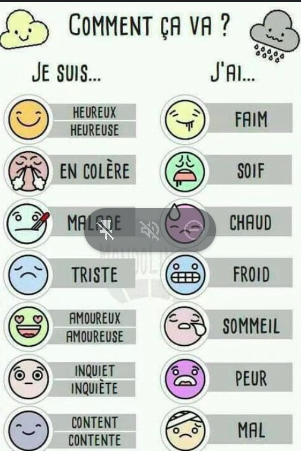 COMMENT ÇA VA ?
JE SUIS...
HEUREUX
HEUREUSE
EN COLÈRE
MALADE
TRISTE
AMOUREUX
AMOUREUSE
INQUIET
INQUIÈTE
CONTENT
CONTENTE
J'AI...
FAIM
SOIF
CHAUD
FROID
SOMMEIL
PEUR
MAL